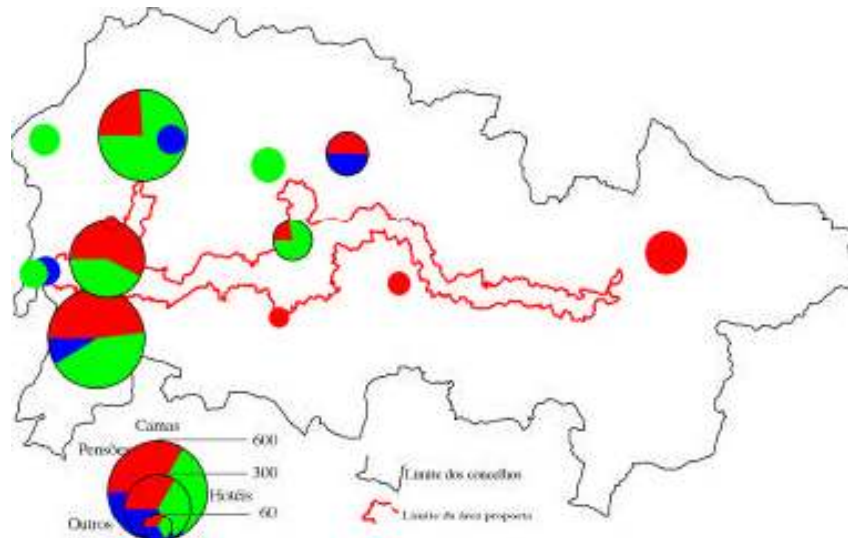 Camas
600
Pensões
300
Hotéis
60
Outros
Limite dos concelhos
Limite da área proposta